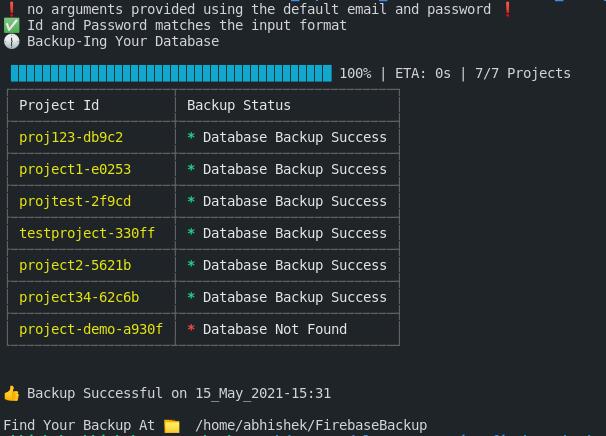 ❗ no arguments provided using the default email and password ❗
✅ Id and Password matches the input format
🕕 Backup-Ing Your Database
100% | ETA: 0s | 7/7 Projects
Project Id Backup Status
proj123-db9c2 * Database Backup Success
project1-e0253 * Database Backup Success
projtest-2f9cd * Database Backup Success
testproject-330ff * Database Backup Success
project2-5621b * Database Backup Success
project34-62c6b * Database Backup Success
project-demo-a930f * Database Not Found
👍 Backup Successful on 15_May_2021-15:31
Find Your Backup At 📁 /home/abhishek/FirebaseBackup